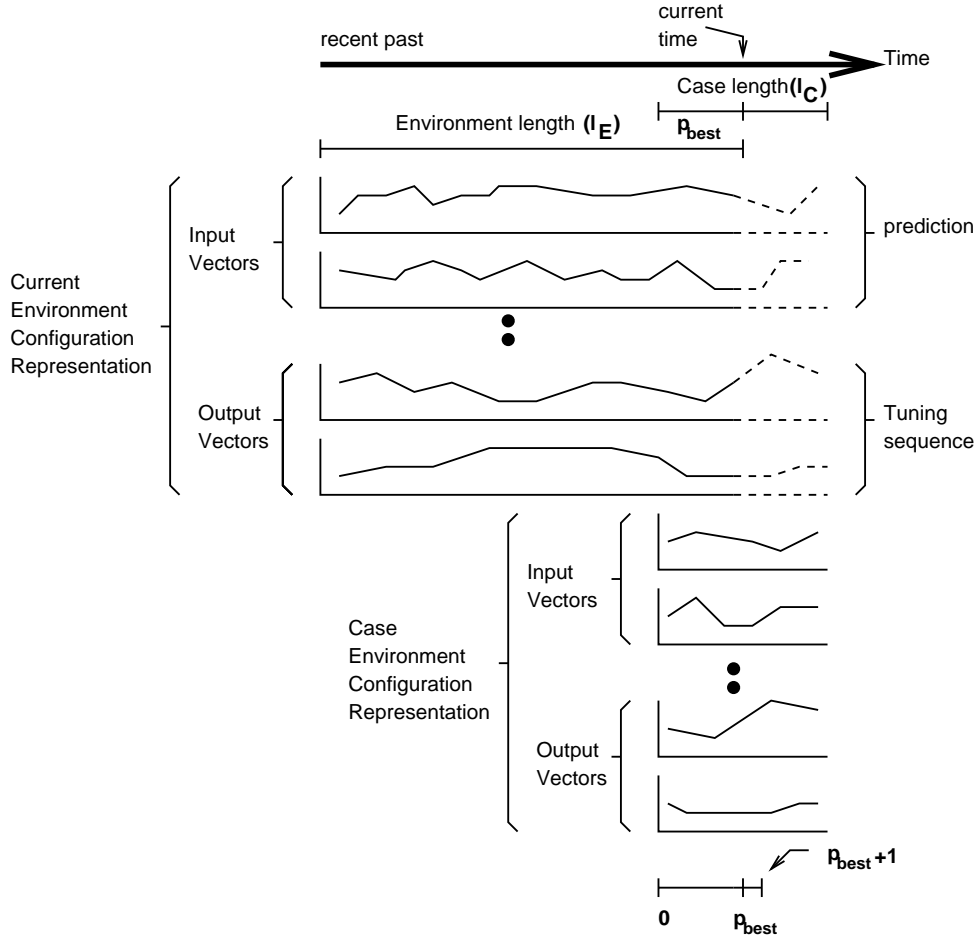 current
time
recent past
Time
Case length(l_C)
Environment length (l_E)
p_best
Input
Vectors
prediction
Current
Environment
Configuration
Representation
Output
Vectors
Tuning
sequence
Input
Vectors
Case
Environment
Configuration
Representation
Output
Vectors
p_best+1
0
p_best